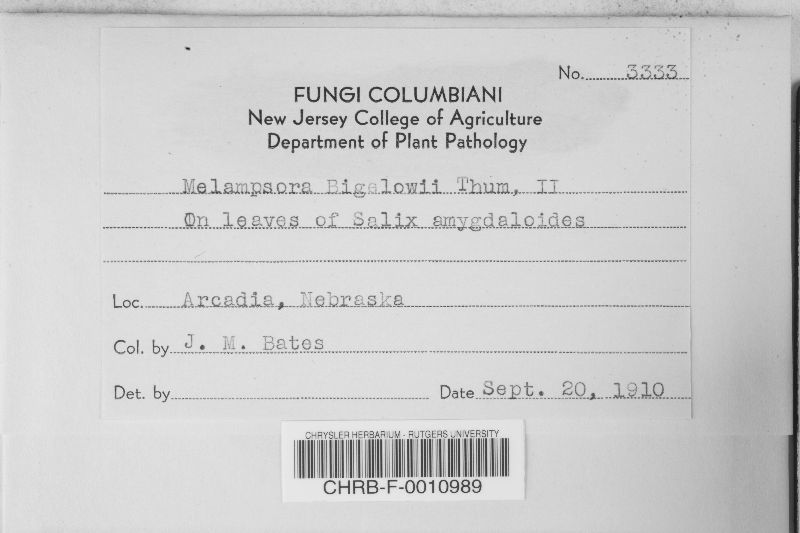 No. 3333
FUNGI COLUMBIANI
New Jersey College of Agriculture
Department of Plant Pathology
Melampsora Bigelowii Thum, II
On leaves of Salix amygdaloides
Loc. Arcadia, Nebraska
Col. by J. M. Bates
Det. by Date Sept. 20, 1910
CHRYSLER HERBARIUM - RUTGERS UNIVERSITY
CHRB-F-0010989